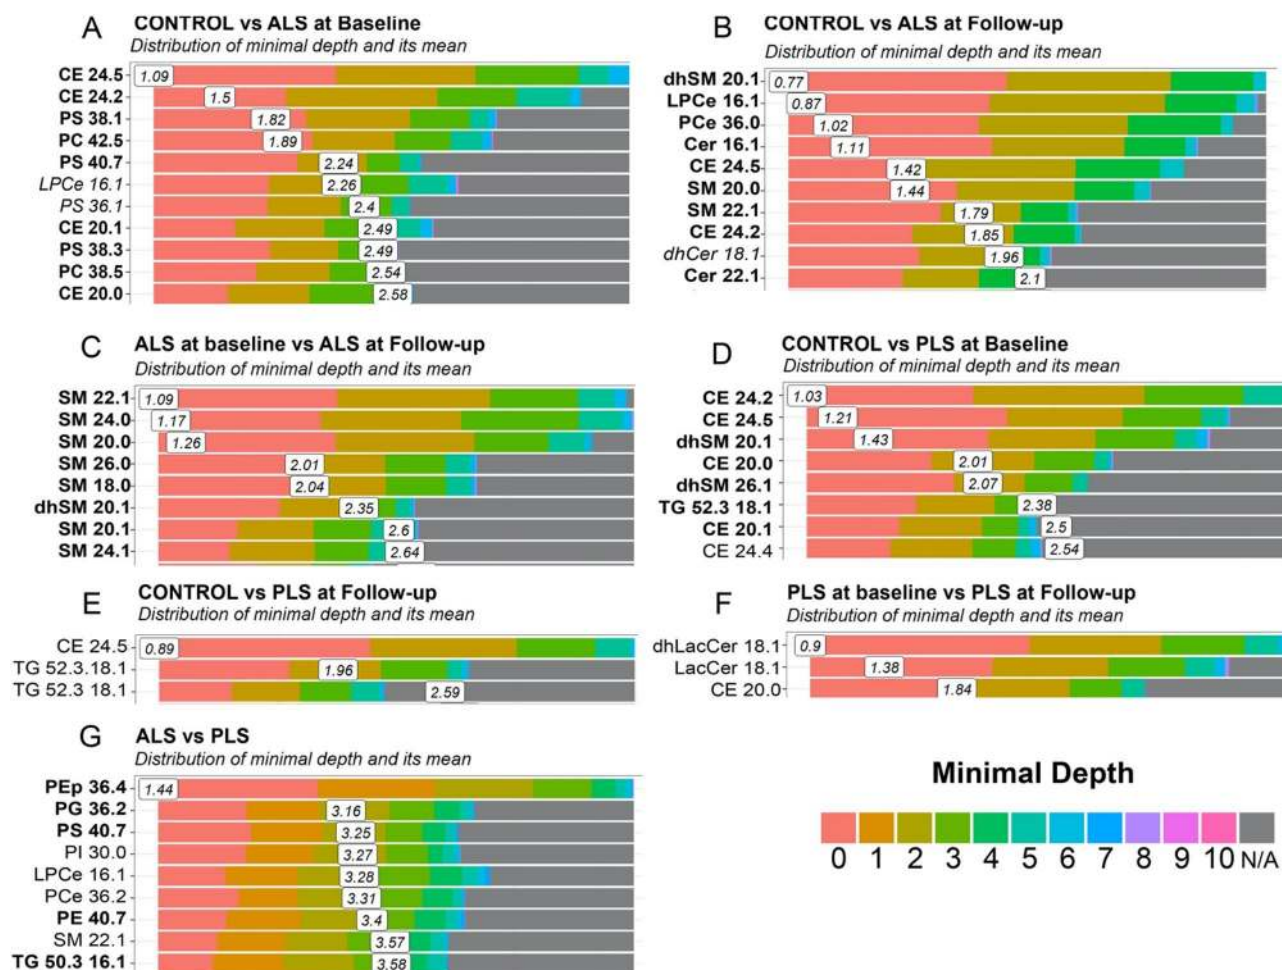 A
CONTROL vs ALS at Baseline
Distribution of minimal depth and its mean
CE 24.5 1.09
CE 24.2 1.5
PS 38.1 1.82
PC 42.5 1.89
PS 40.7 2.24
LPCe 16.1 2.26
PS 36.1 2.4
CE 20.1 2.49
PS 38.3 2.49
PC 38.5 2.54
CE 20.0 2.58
B
CONTROL vs ALS at Follow-up
Distribution of minimal depth and its mean
dhSM 20.1 0.77
LPCe 16.1 0.87
PCe 36.0 1.02
Cer 16.1 1.11
CE 24.5 1.42
SM 20.0 1.44
SM 22.1 1.79
CE 24.2 1.85
dhCer 18.1 1.96
Cer 22.1 2.1
C
ALS at baseline vs ALS at Follow-up
Distribution of minimal depth and its mean
SM 22.1 1.09
SM 24.0 1.17
SM 20.0 1.26
SM 26.0 2.01
SM 18.0 2.04
dhSM 20.1 2.35
SM 20.1 2.6
SM 24.1 2.64
D
CONTROL vs PLS at Baseline
Distribution of minimal depth and its mean
CE 24.2 1.03
CE 24.5 1.21
dhSM 20.1 1.43
CE 20.0 2.01
dhSM 26.1 2.07
TG 52.3 18.1 2.38
CE 20.1 2.5
CE 24.4 2.54
E
CONTROL vs PLS at Follow-up
Distribution of minimal depth and its mean
CE 24.5 0.89
TG 52.3.18.1 1.96
TG 52.3 18.1 2.59
F
PLS at baseline vs PLS at Follow-up
Distribution of minimal depth and its mean
dhLacCer 18.1 0.9
LacCer 18.1 1.38
CE 20.0 1.84
G
ALS vs PLS
Distribution of minimal depth and its mean
PEp 36.4 1.44
PG 36.2 3.16
PS 40.7 3.25
PI 30.0 3.27
LPCe 16.1 3.28
PCe 36.2 3.31
PE 40.7 3.4
SM 22.1 3.57
TG 50.3 16.1 3.58
Minimal Depth
0 1 2 3 4 5 6 7 8 9 10 N/A